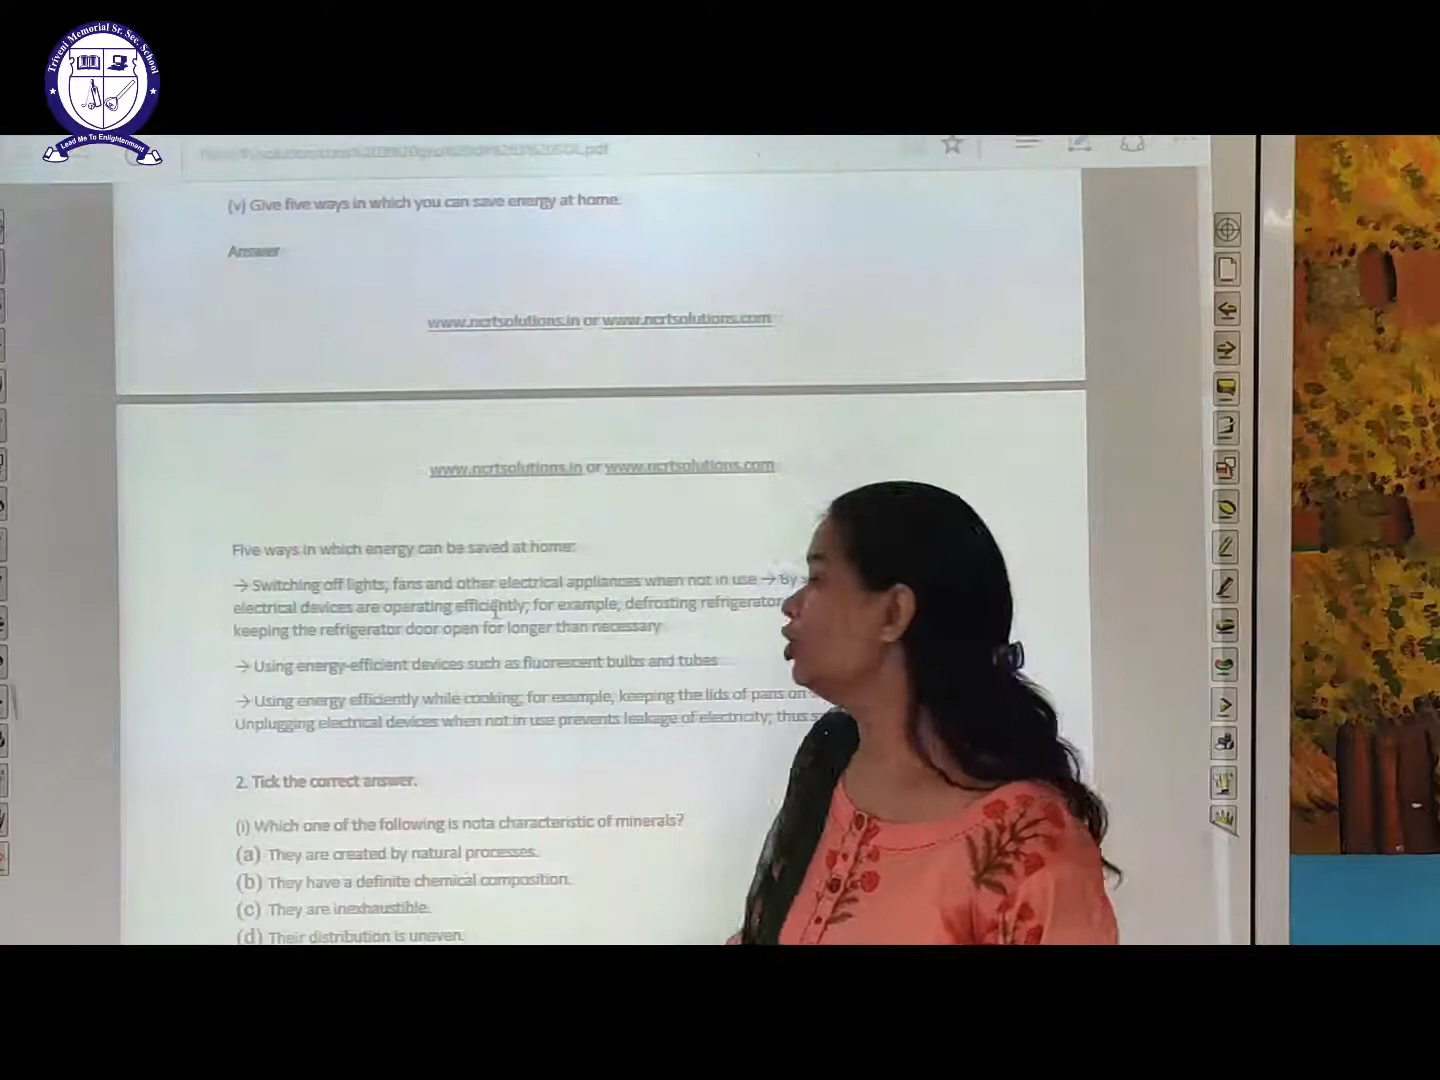 Triveni Memorial Sr. Sec. School
Lead Me To Enlightenment
(v) Give five ways in which you can save energy at home.
Answer
www.ncrtsolutions.in or www.ncrtsolutions.com
www.ncrtsolutions.in or www.ncrtsolutions.com
Five ways in which energy can be saved at home:
→ Switching off lights, fans and other electrical appliances when not in use → By
electrical devices are operating efficiently; for example, defrosting refrigerator
keeping the refrigerator door open for longer than necessary
→ Using energy-efficient devices such as fluorescent bulbs and tubes
→ Using energy efficiently while cooking; for example, keeping the lids of pans on
Unplugging electrical devices when not in use prevents leakage of electricity; thus
2. Tick the correct answer.
(i) Which one of the following is nota characteristic of minerals?
(a) They are created by natural processes.
(b) They have a definite chemical composition.
(c) They are inexhaustible.
(d) Their distribution is uneven.